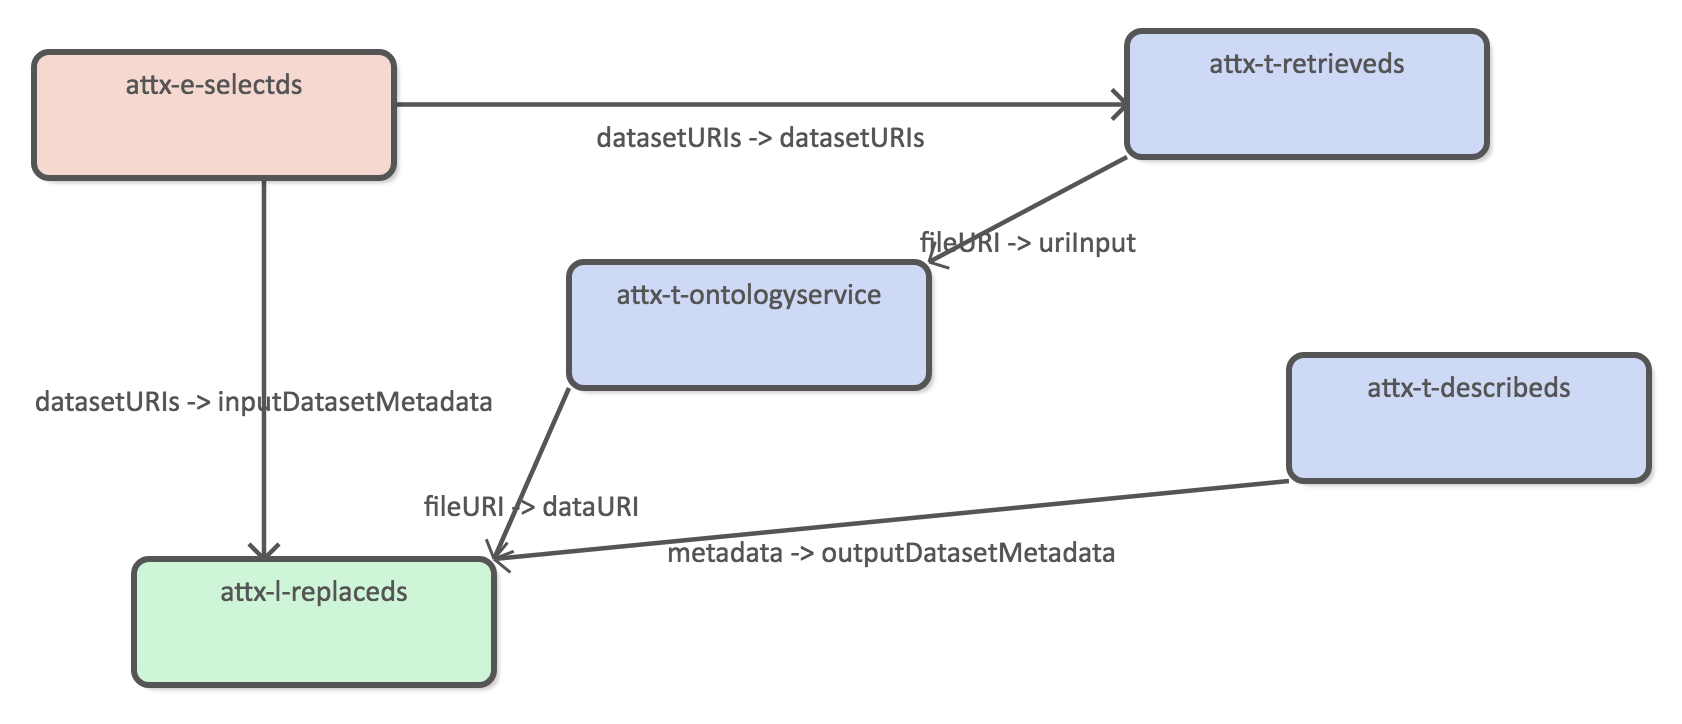 attx-e-selectds
attx-t-retrieveds
datasetURIs -> datasetURIs
fileURI -> uriInput
attx-t-ontologyservice
attx-t-describeds
datasetURIs -> inputDatasetMetadata
fileURI -> dataURI
metadata -> outputDatasetMetadata
attx-l-replaceds